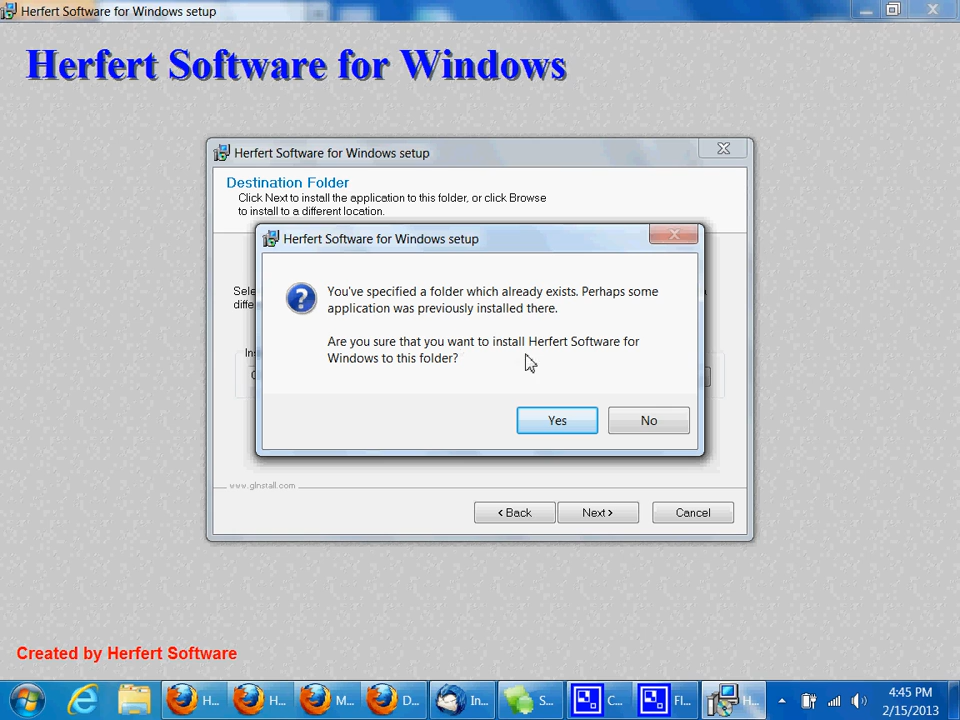 Herfert Software for Windows setup
Herfert Software for Windows
Herfert Software for Windows setup
Destination Folder
Click Next to install the application to this folder, or click Browse
to install to a different location.
Herfert Software for Windows setup
You've specified a folder which already exists. Perhaps some
application was previously installed there.
Are you sure that you want to install Herfert Software for
Windows to this folder?
Yes
No
www.ginstall.com
< Back
Next >
Cancel
Created by Herfert Software
H...
H...
M...
D...
In...
S...
C...
Fl...
H...
4:45 PM
2/15/2013